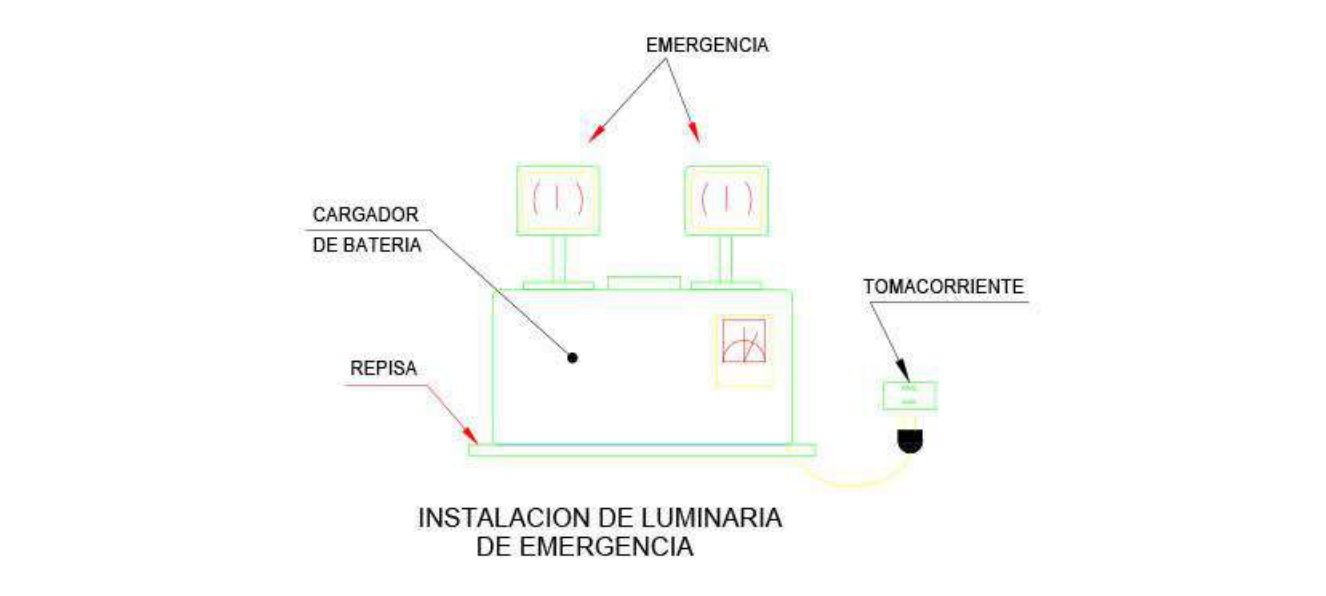 EMERGENCIA
CARGADOR
DE BATERIA
TOMACORRIENTE
REPISA
INSTALACION DE LUMINARIA
DE EMERGENCIA